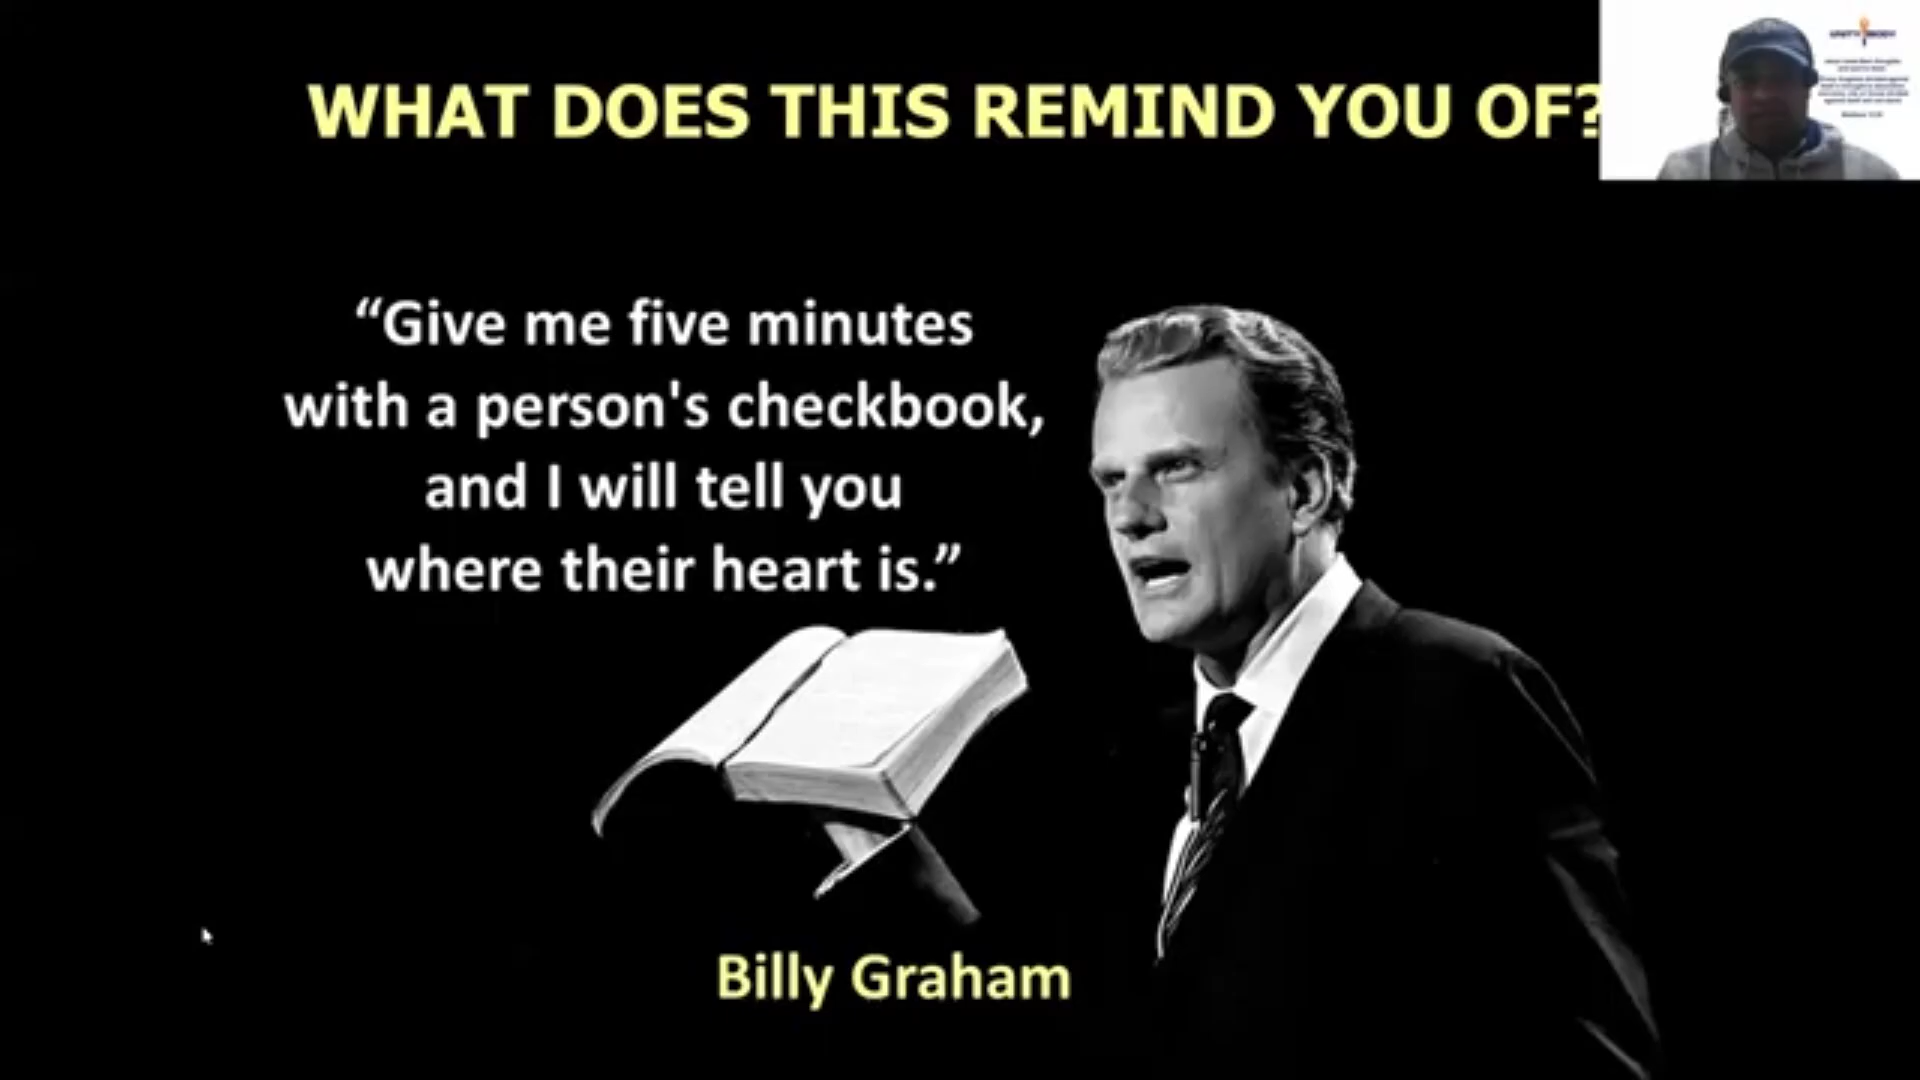 WHAT DOES THIS REMIND YOU OF?
“Give me five minutes
with a person's checkbook,
and I will tell you
where their heart is.”
Billy Graham